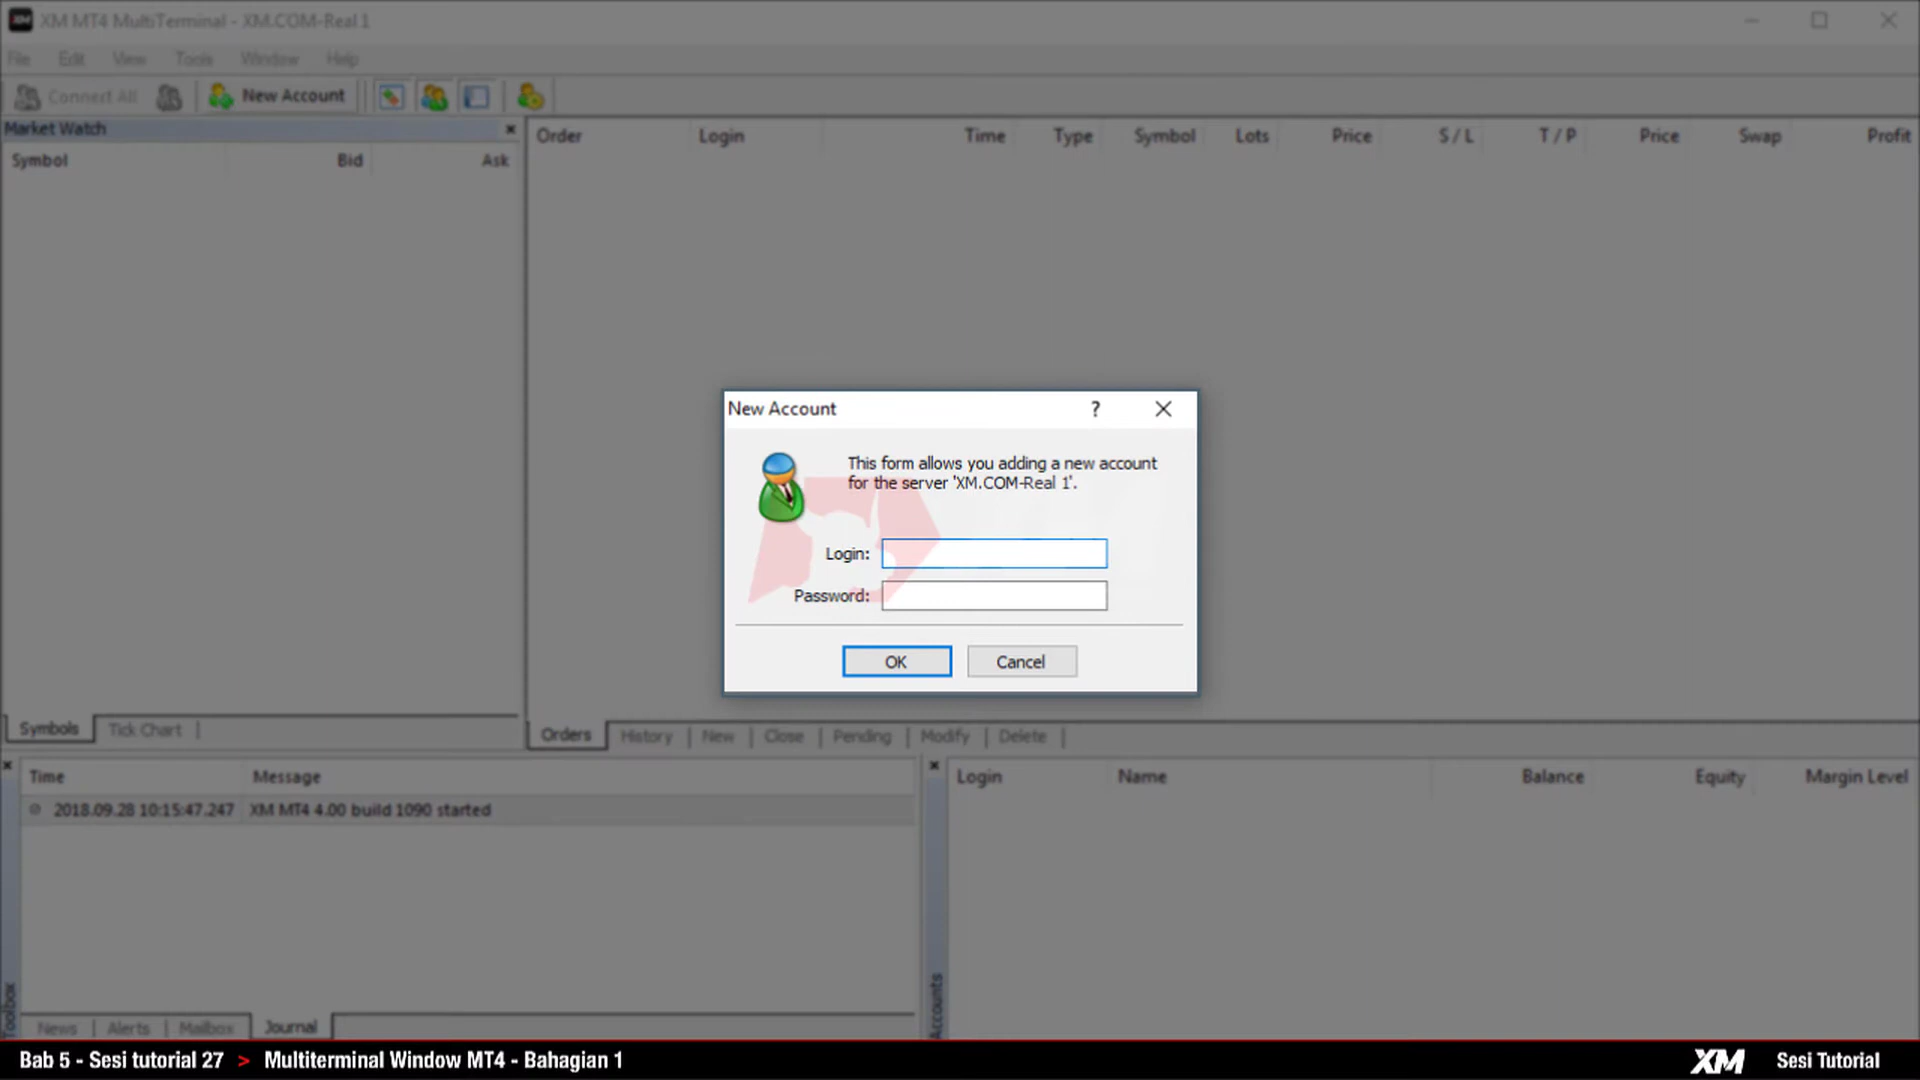 XM MT4 MultiTerminal - XM.COM-Real 1
File Edit View Tools Window Help
Connect All New Account
Market Watch
Symbol Bid Ask
Order Login Time Type Symbol Lots Price S / L T / P Price Swap Profit
New Account ?
This form allows you adding a new account
for the server 'XM.COM-Real 1'.
Login:
Password:
OK Cancel
Symbols Tick Chart
Orders History New Close Pending Modify Delete
Time Message
2018.09.28 10:15:47.247 XM MT4 4.00 build 1090 started
Login Name Balance Equity Margin Level
Toolbox
Accounts
News Alerts Mailbox Journal
Bab 5 - Sesi tutorial 27 > Multiterminal Window MT4 - Bahagian 1
XM Sesi Tutorial